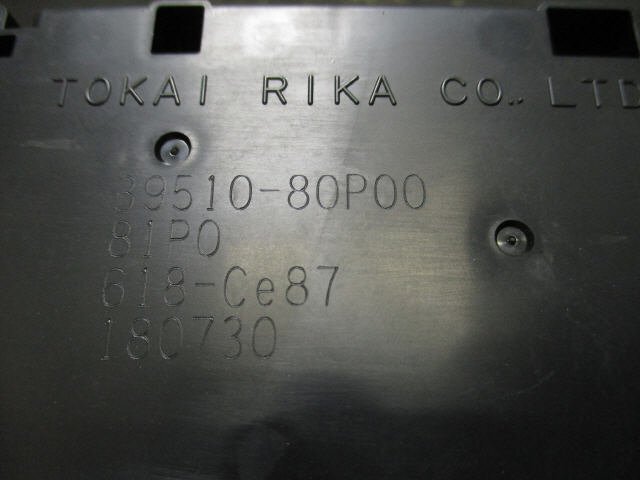 TOKAI RIKA CO., LTD
39510-80P00
81P0
618-Ce87
180730